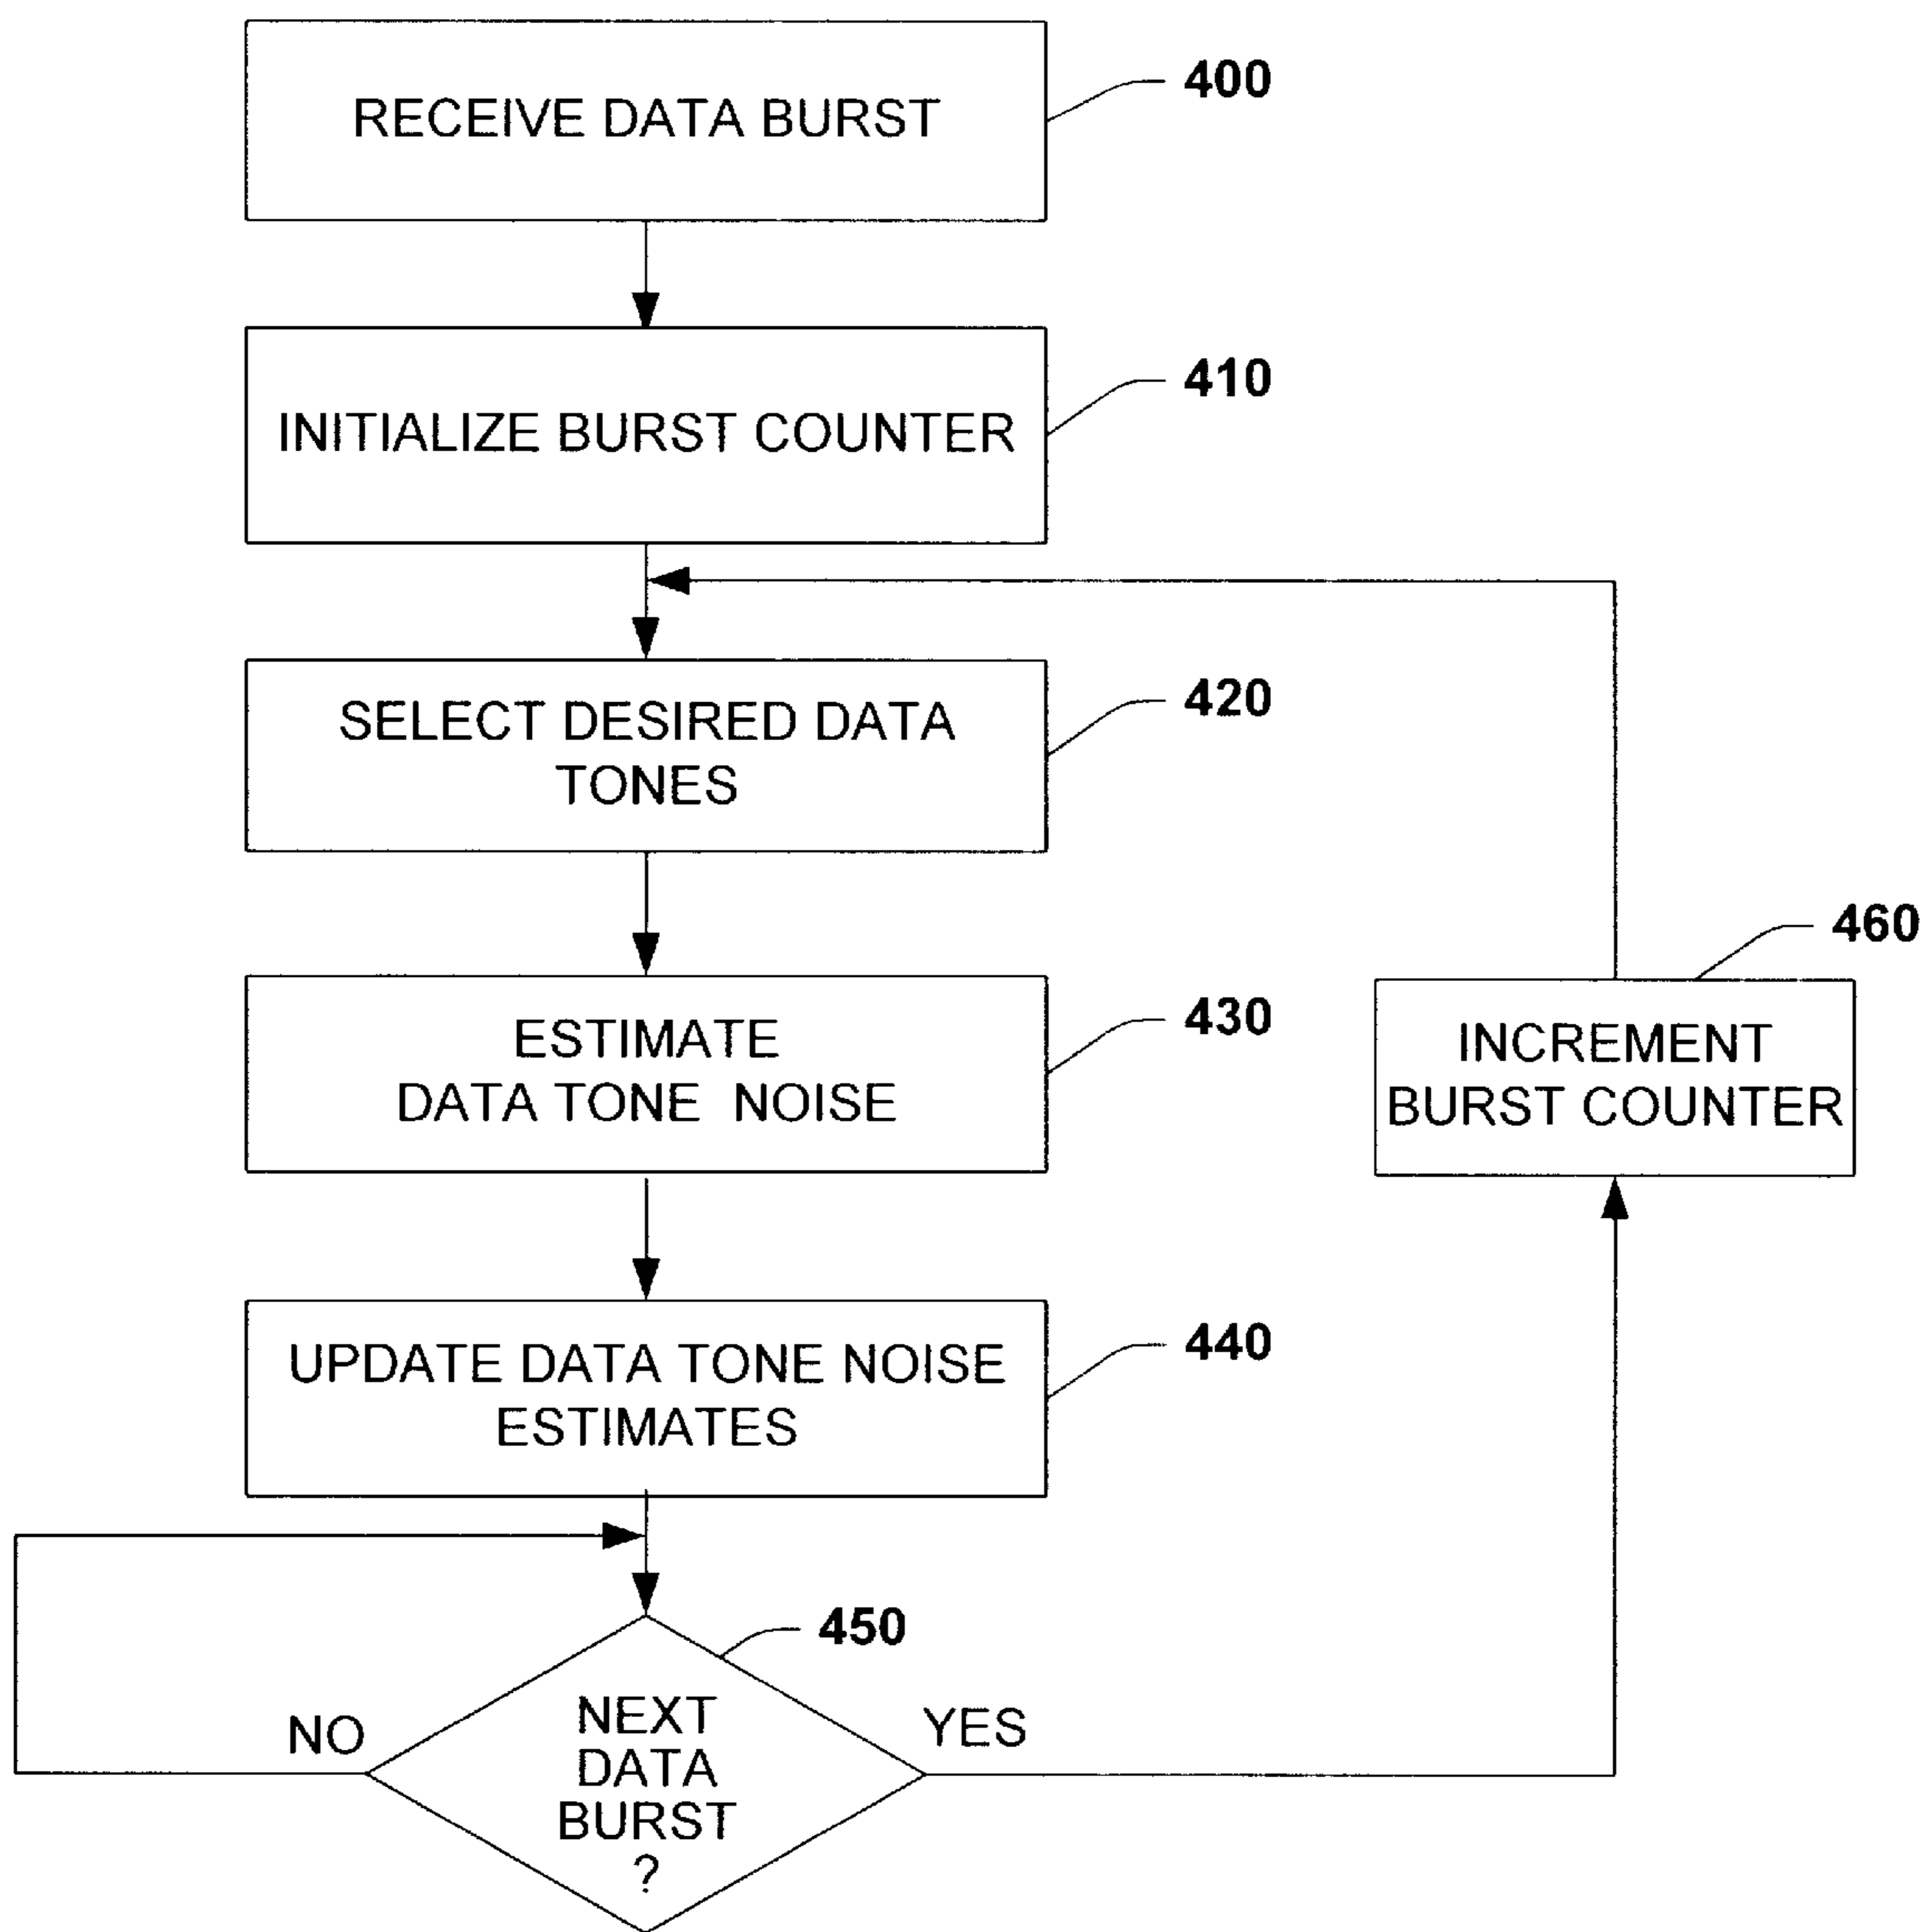 RECEIVE DATA BURST
400
INITIALIZE BURST COUNTER
410
SELECT DESIRED DATA
TONES
420
ESTIMATE
DATA TONE NOISE
430
INCREMENT
BURST COUNTER
460
UPDATE DATA TONE NOISE
ESTIMATES
440
NEXT
DATA
BURST
?
450
NO
YES